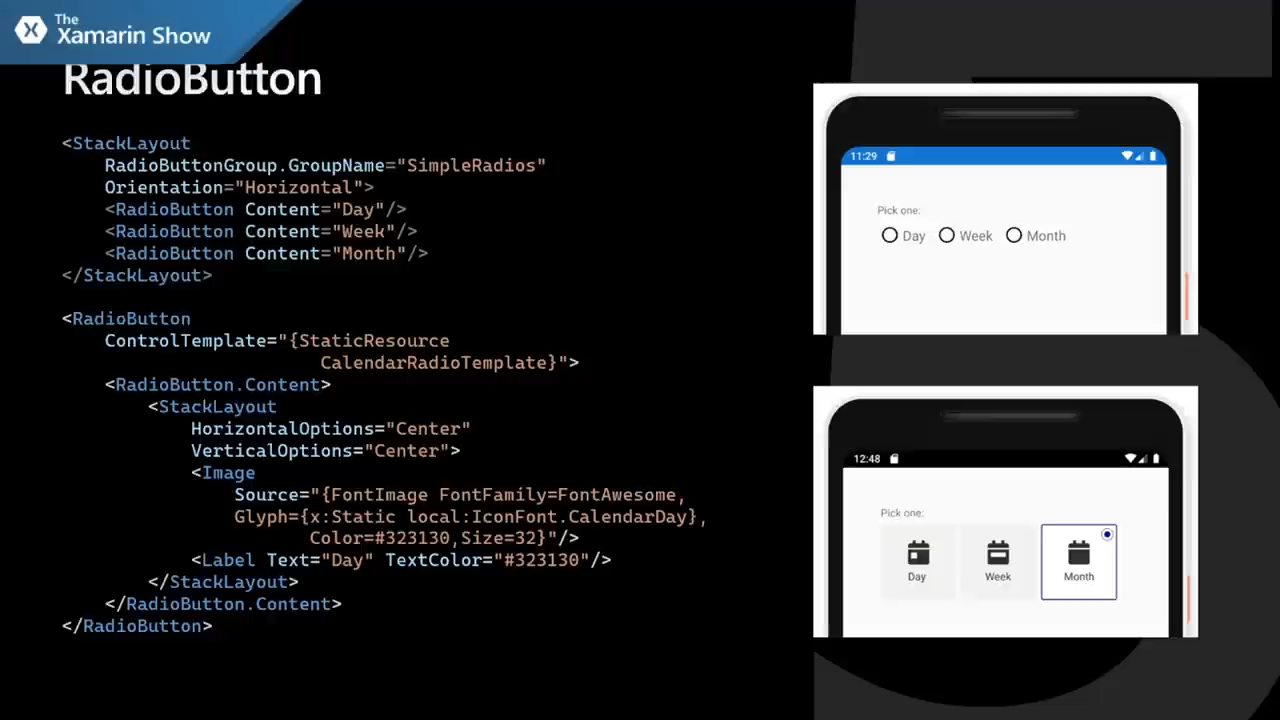 The
Xamarin Show
RadioButton
<StackLayout
    RadioButtonGroup.GroupName="SimpleRadios"
    Orientation="Horizontal">
    <RadioButton Content="Day"/>
    <RadioButton Content="Week"/>
    <RadioButton Content="Month"/>
</StackLayout>
<RadioButton
    ControlTemplate="{StaticResource
                        CalendarRadioTemplate}">
    <RadioButton.Content>
        <StackLayout
            HorizontalOptions="Center"
            VerticalOptions="Center">
            <Image
                Source="{FontImage FontFamily=FontAwesome,
                Glyph={x:Static local:IconFont.CalendarDay},
                       Color=#323130,Size=32}"/>
            <Label Text="Day" TextColor="#323130"/>
        </StackLayout>
    </RadioButton.Content>
</RadioButton>
11:29
Pick one:
Day Week Month
12:48
Pick one:
Day Week Month